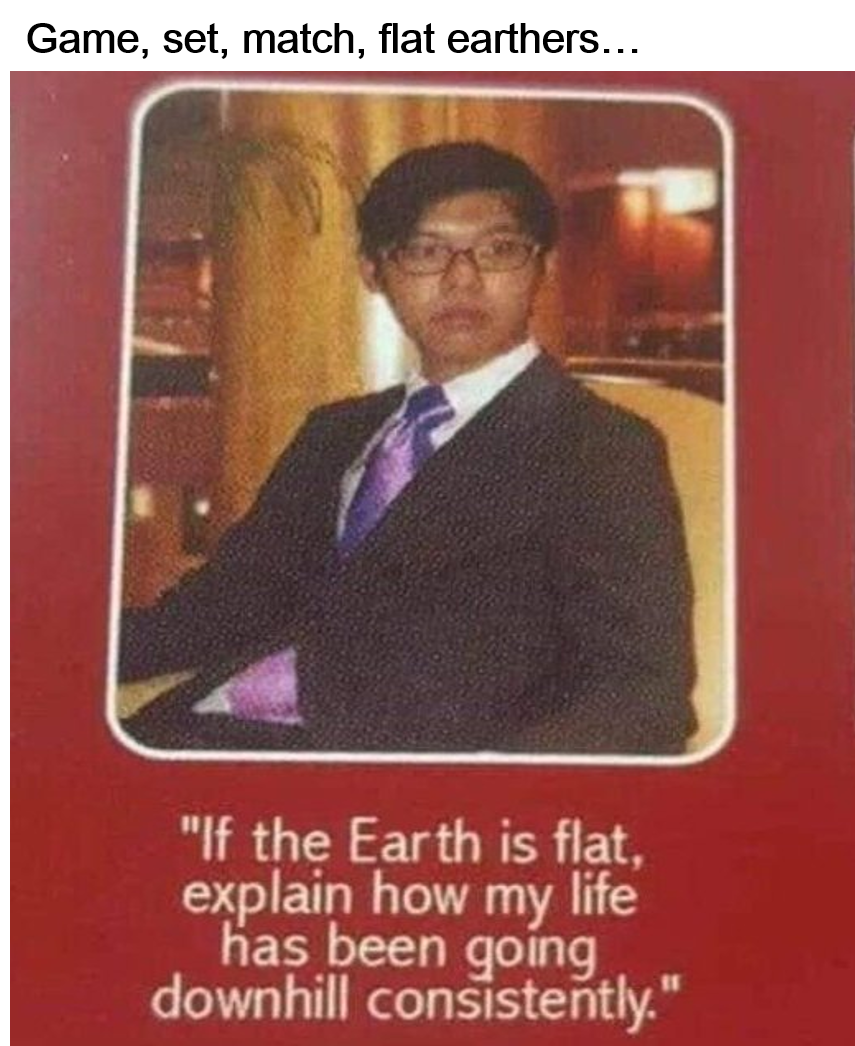 Game, set, match, flat earthers…
"If the Earth is flat,
explain how my life
has been going
downhill consistently."